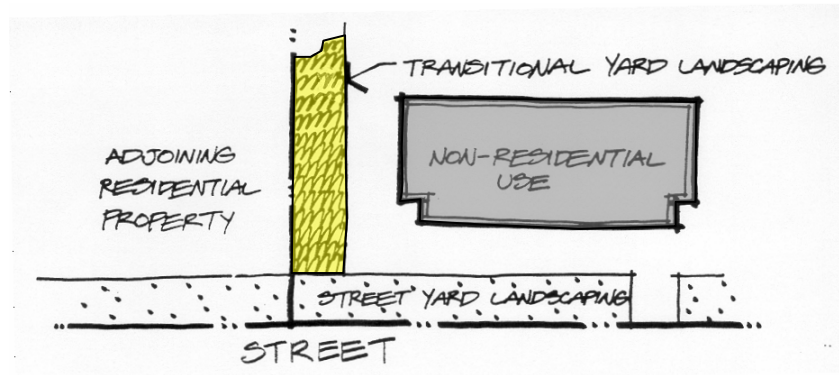 TRANSITIONAL YARD LANDSCAPING
ADJOINING
RESIDENTIAL
PROPERTY
NON-RESIDENTIAL
USE
STREET YARD LANDSCAPING
STREET